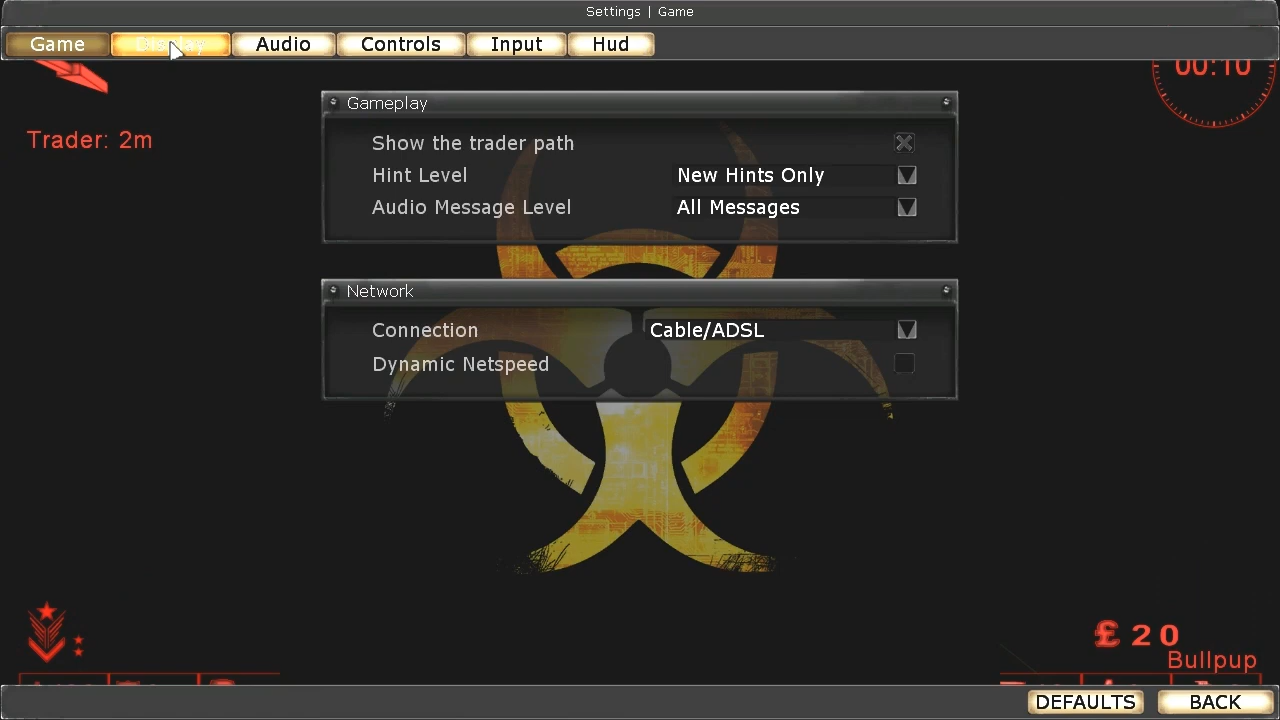 Settings | Game
Game Display Audio Controls Input Hud
00:10
Trader: 2m
Gameplay
Show the trader path
Hint Level New Hints Only
Audio Message Level All Messages
Network
Connection Cable/ADSL
Dynamic Netspeed
£ 20
Bullpup
DEFAULTS BACK